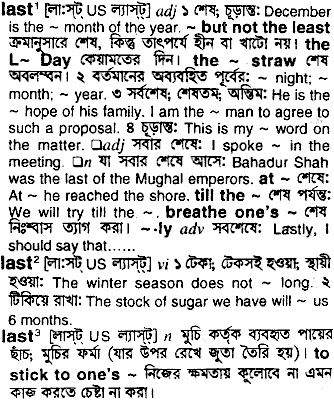 last¹ [লা:স্‌ট্ US ল্যাস্‌ট্] adj ১ শেষ; চূড়ান্ত: December
is the ~ month of the year. ~ but not the least
ক্রমানুসারে শেষ, কিন্তু তাৎপর্যে হীন বা খাটো নয়। the
L~ Day কেয়ামতের দিন। the ~ straw শেষ
অবলম্বন। ২ বর্তমানের অব্যবহিত পূর্বের: ~ night; ~
month; ~ year. ৩ সর্বশেষ; শেষতম; অন্তিম: He is the
~ hope of his family. I am the ~ man to agree to
such a proposal. ৪ চূড়ান্ত: This is my ~ word on
the matter. □adj সবার শেষে: I spoke ~ in the
meeting. □n যা সবার শেষে আসে: Bahadur Shah
was the last of the Mughal emperors. at ~ শেষে:
At ~ he reached the shore. till the ~ শেষ পর্যন্ত:
We will try till the ~. breathe one's ~ শেষ
নিঃশ্বাস ত্যাগ করা। ~·ly adv সবশেষে: Lastly, I
should say that......
last² [লা:স্‌ট্ US ল্যাস্‌ট্] vi ১ টেকা; টেকসই হওয়া; স্থায়ী
হওয়া: The winter season does not ~ long. ২
টিকিয়ে রাখা: The stock of sugar we have will ~ us
6 months.
last³ [লা:স্‌ট্ US ল্যাস্‌ট্] n মুচি কর্তৃক ব্যবহৃত পায়ের
ছাঁচ; মুচির ফর্মা (যার উপর রেখে জুতা তৈরি হয়)। to
stick to one's ~ নিজের ক্ষমতায় কুলোবে না এমন
কাজ করতে চেষ্টা না করা।